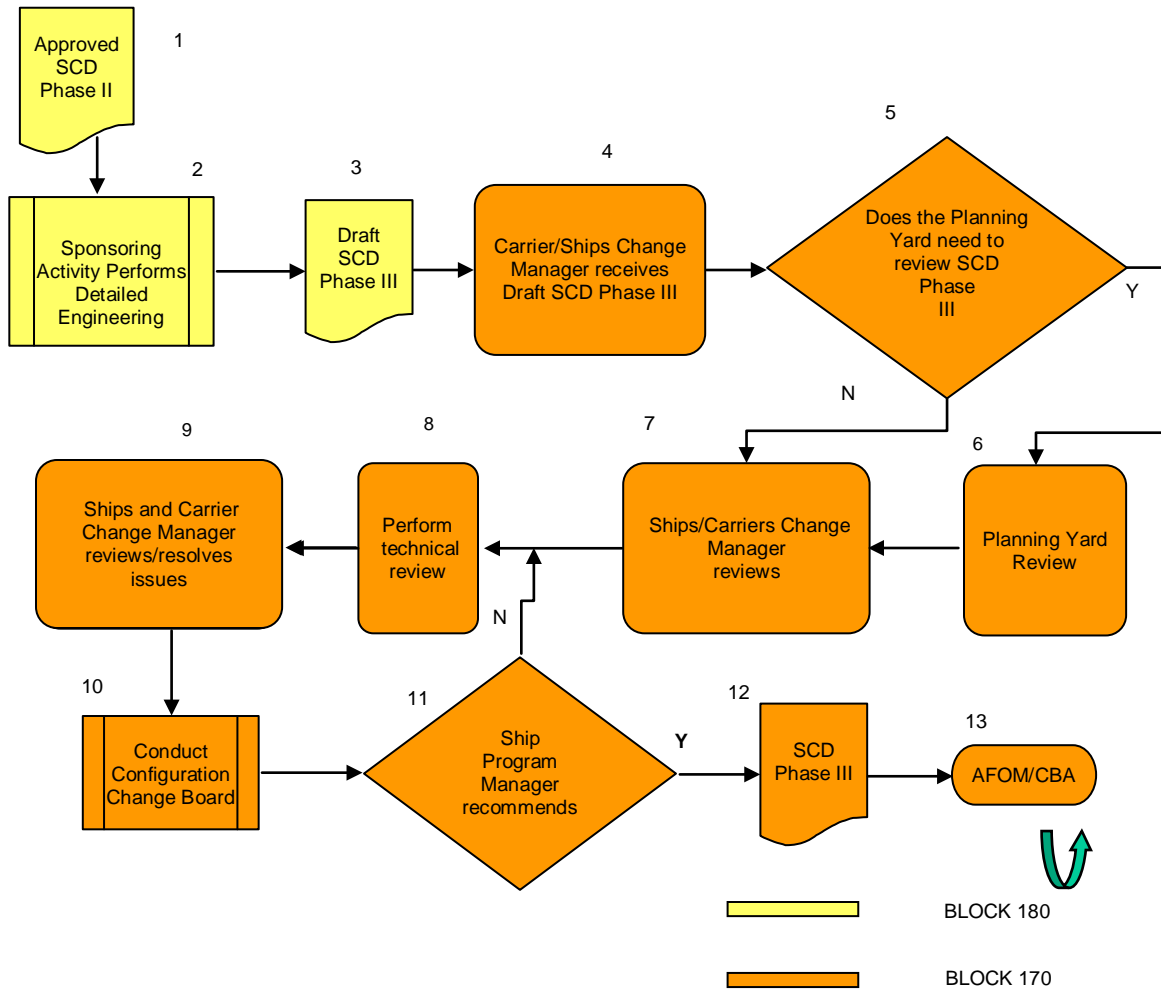 1
Approved
SCD
Phase II
2
Sponsoring
Activity Performs
Detailed
Engineering
3
Draft
SCD
Phase III
4
Carrier/Ships Change
Manager receives
Draft SCD Phase III
5
Does the Planning
Yard need to
review SCD
Phase
III
Y
N
6
Planning Yard
Review
7
Ships/Carriers Change
Manager
reviews
8
Perform
technical
review
9
Ships and Carrier
Change Manager
reviews/resolves
issues
N
10
Conduct
Configuration
Change Board
11
Ship
Program
Manager
recommends
Y
12
SCD
Phase III
13
AFOM/CBA
BLOCK 180
BLOCK 170